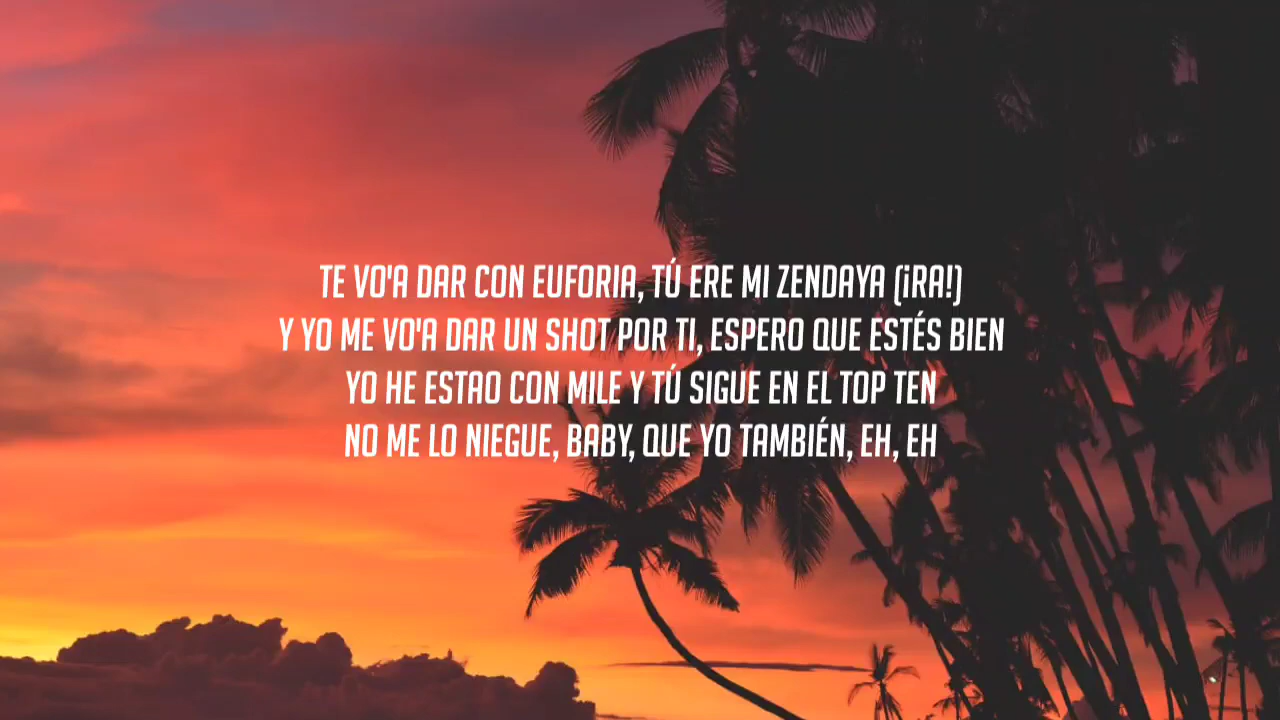 TE VO'A DAR CON EUFORIA, TÚ ERE MI ZENDAYA (¡RA!)
Y YO ME VO'A DAR UN SHOT POR TI, ESPERO QUE ESTÉS BIEN
YO HE ESTAO CON MILE Y TÚ SIGUE EN EL TOP TEN
NO ME LO NIEGUE, BABY, QUE YO TAMBIÉN, EH, EH